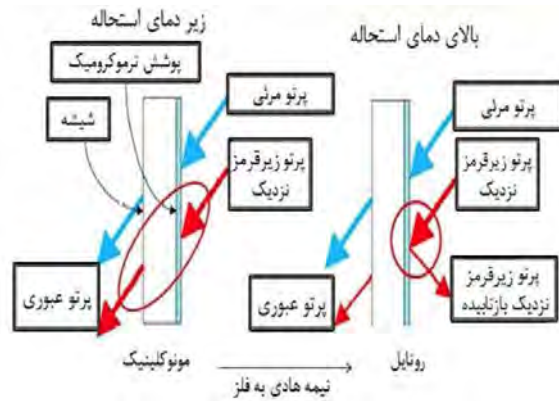 زیر دمای استحاله
بالای دمای استحاله
پوشش ترموکرومیک
شیشه
پرتو مرئی
پرتو زیرقرمز
نزدیک
پرتو عبوری
پرتو مرئی
پرتو زیرقرمز
نزدیک
پرتو زیرقرمز
نزدیک بازتابیده
پرتو عبوری
مونوکلینیک
روتایل
نیمه هادی به فلز